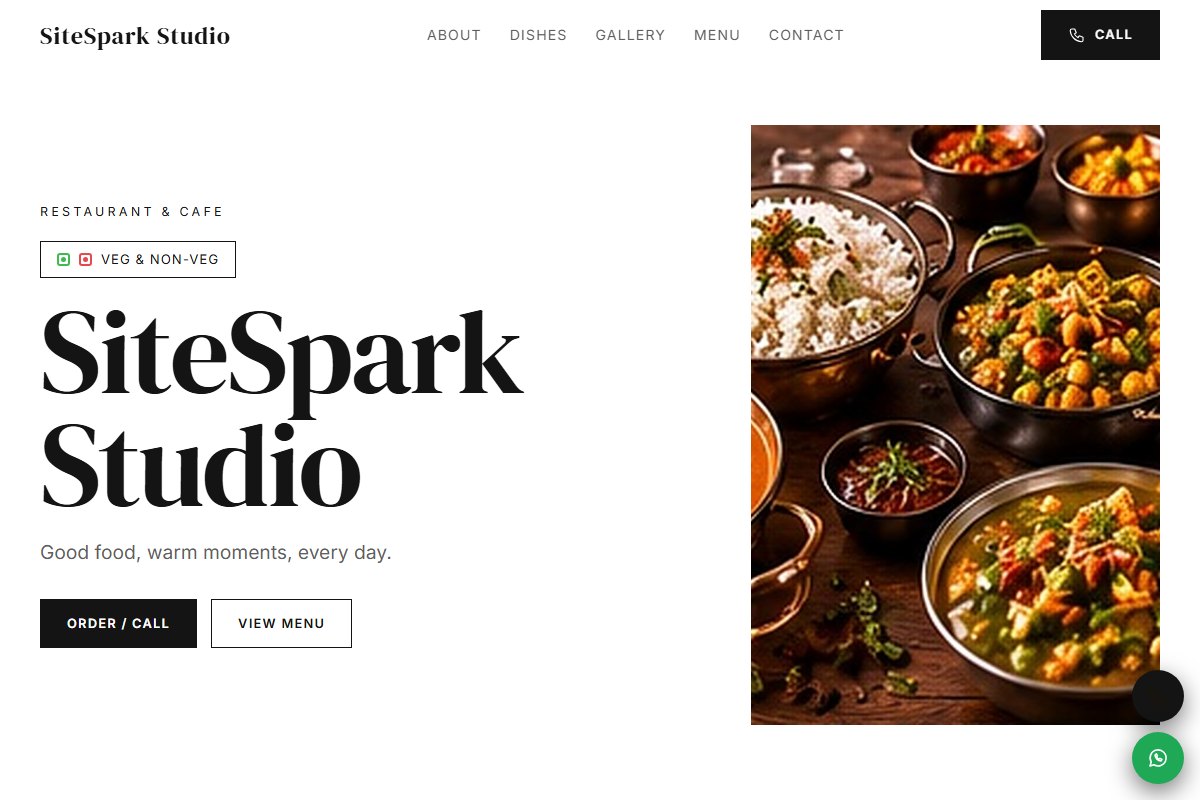 SiteSpark Studio
ABOUT DISHES GALLERY MENU CONTACT
CALL
RESTAURANT & CAFE
VEG & NON-VEG
SiteSpark
Studio
Good food, warm moments, every day.
ORDER / CALL
VIEW MENU